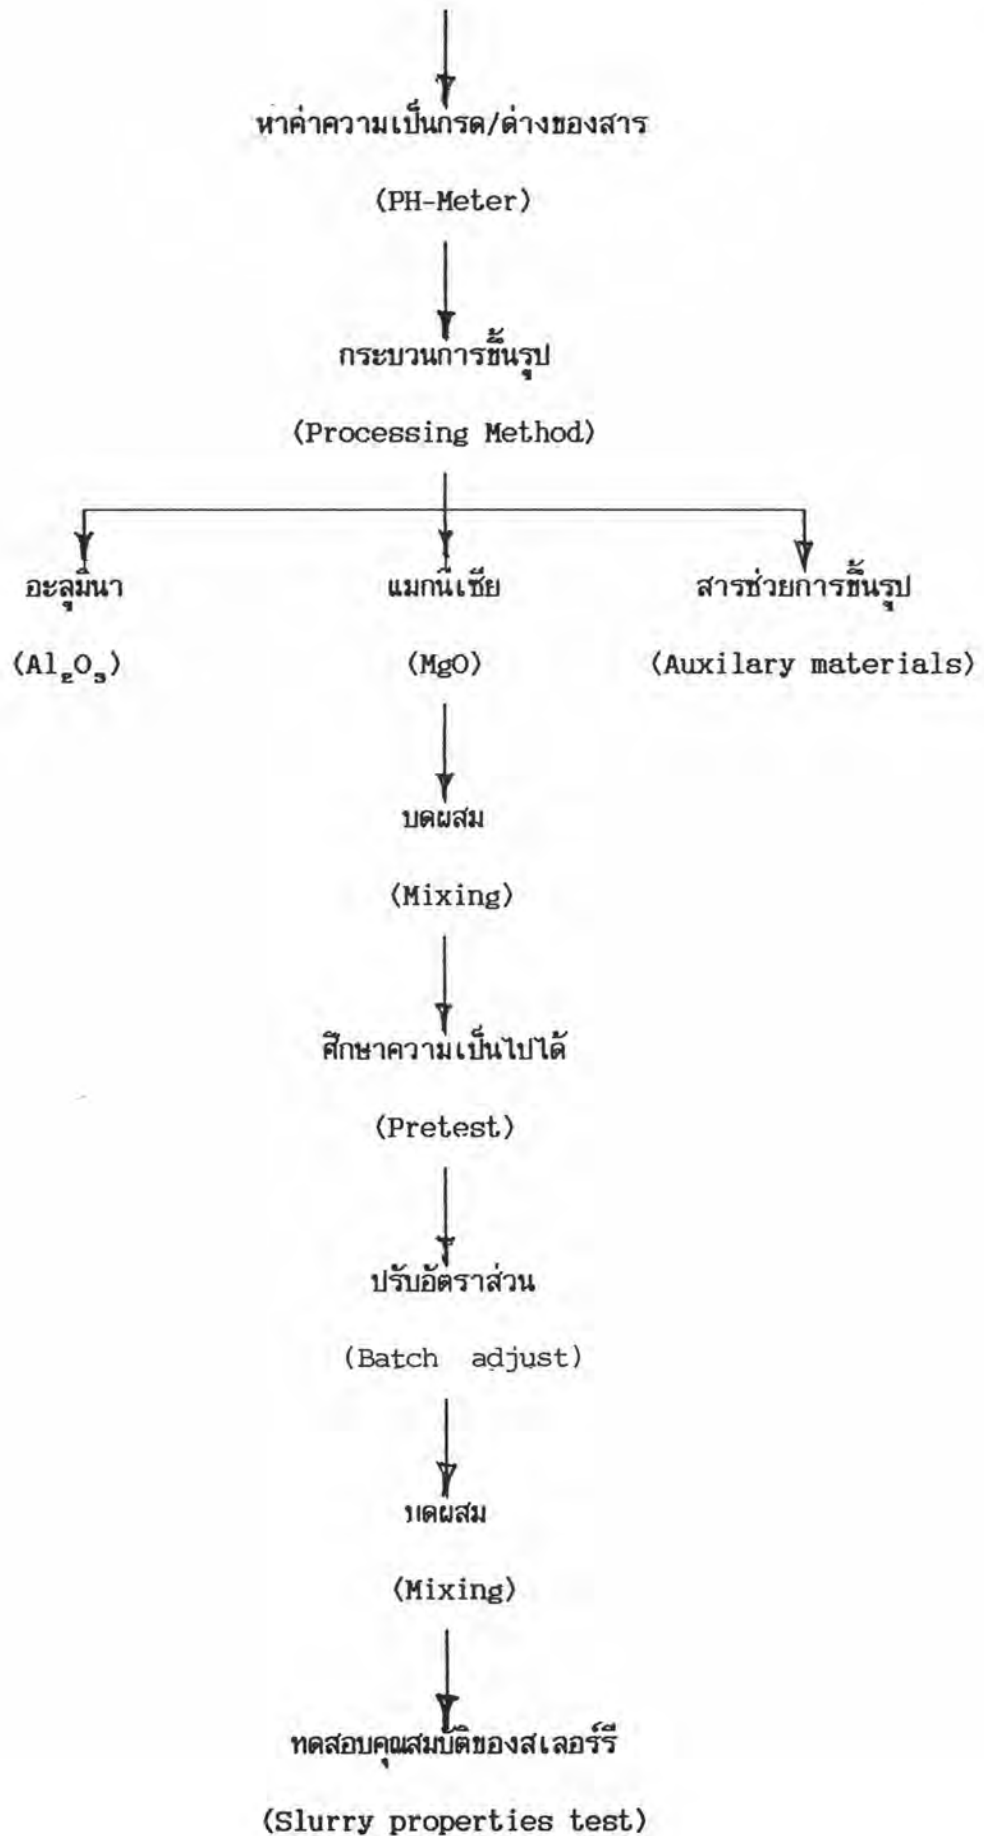 หาค่าความเป็นกรด/ด่างของสาร
(PH-Meter)
กระบวนการขึ้นรูป
(Processing Method)
อะลูมินา แมกนีเซีย สารช่วยการขึ้นรูป
(Al₂O₃) (MgO) (Auxilary materials)
บดผสม
(Mixing)
ศึกษาความเป็นไปได้
(Pretest)
ปรับอัตราส่วน
(Batch adjust)
บดผสม
(Mixing)
ทดสอบคุณสมบัติของสเลอร์รี
(Slurry properties test)